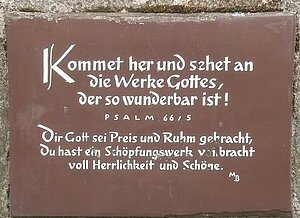 Kommet her und sehet an
die Werke Gottes,
der so wunderbar ist!
PSALM 66/5
Dir Gott sei Preis und Ruhm gebracht,
Du hast ein Schöpfungswerk vollbracht
voll Herrlichkeit und Schöne.
MB